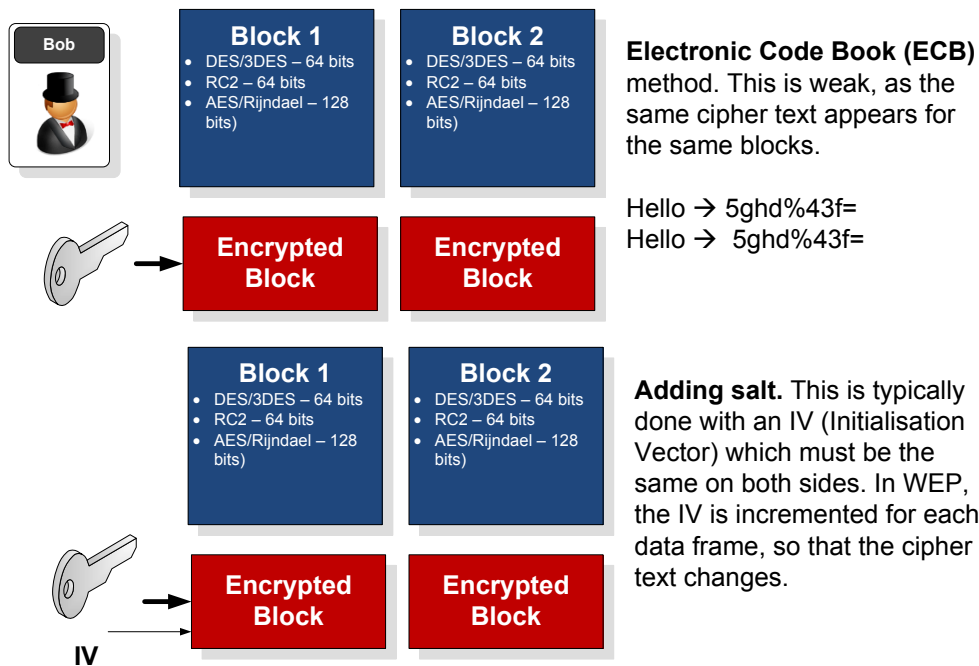 Bob
Block 1
• DES/3DES – 64 bits
• RC2 – 64 bits
• AES/Rijndael – 128
bits)
Block 2
• DES/3DES – 64 bits
• RC2 – 64 bits
• AES/Rijndael – 128
bits)
Electronic Code Book (ECB)
method. This is weak, as the
same cipher text appears for
the same blocks.
Hello → 5ghd%43f=
Hello → 5ghd%43f=
Encrypted
Block
Encrypted
Block
Block 1
• DES/3DES – 64 bits
• RC2 – 64 bits
• AES/Rijndael – 128
bits)
Block 2
• DES/3DES – 64 bits
• RC2 – 64 bits
• AES/Rijndael – 128
bits)
Adding salt. This is typically
done with an IV (Initialisation
Vector) which must be the
same on both sides. In WEP,
the IV is incremented for each
data frame, so that the cipher
text changes.
Encrypted
Block
Encrypted
Block
IV